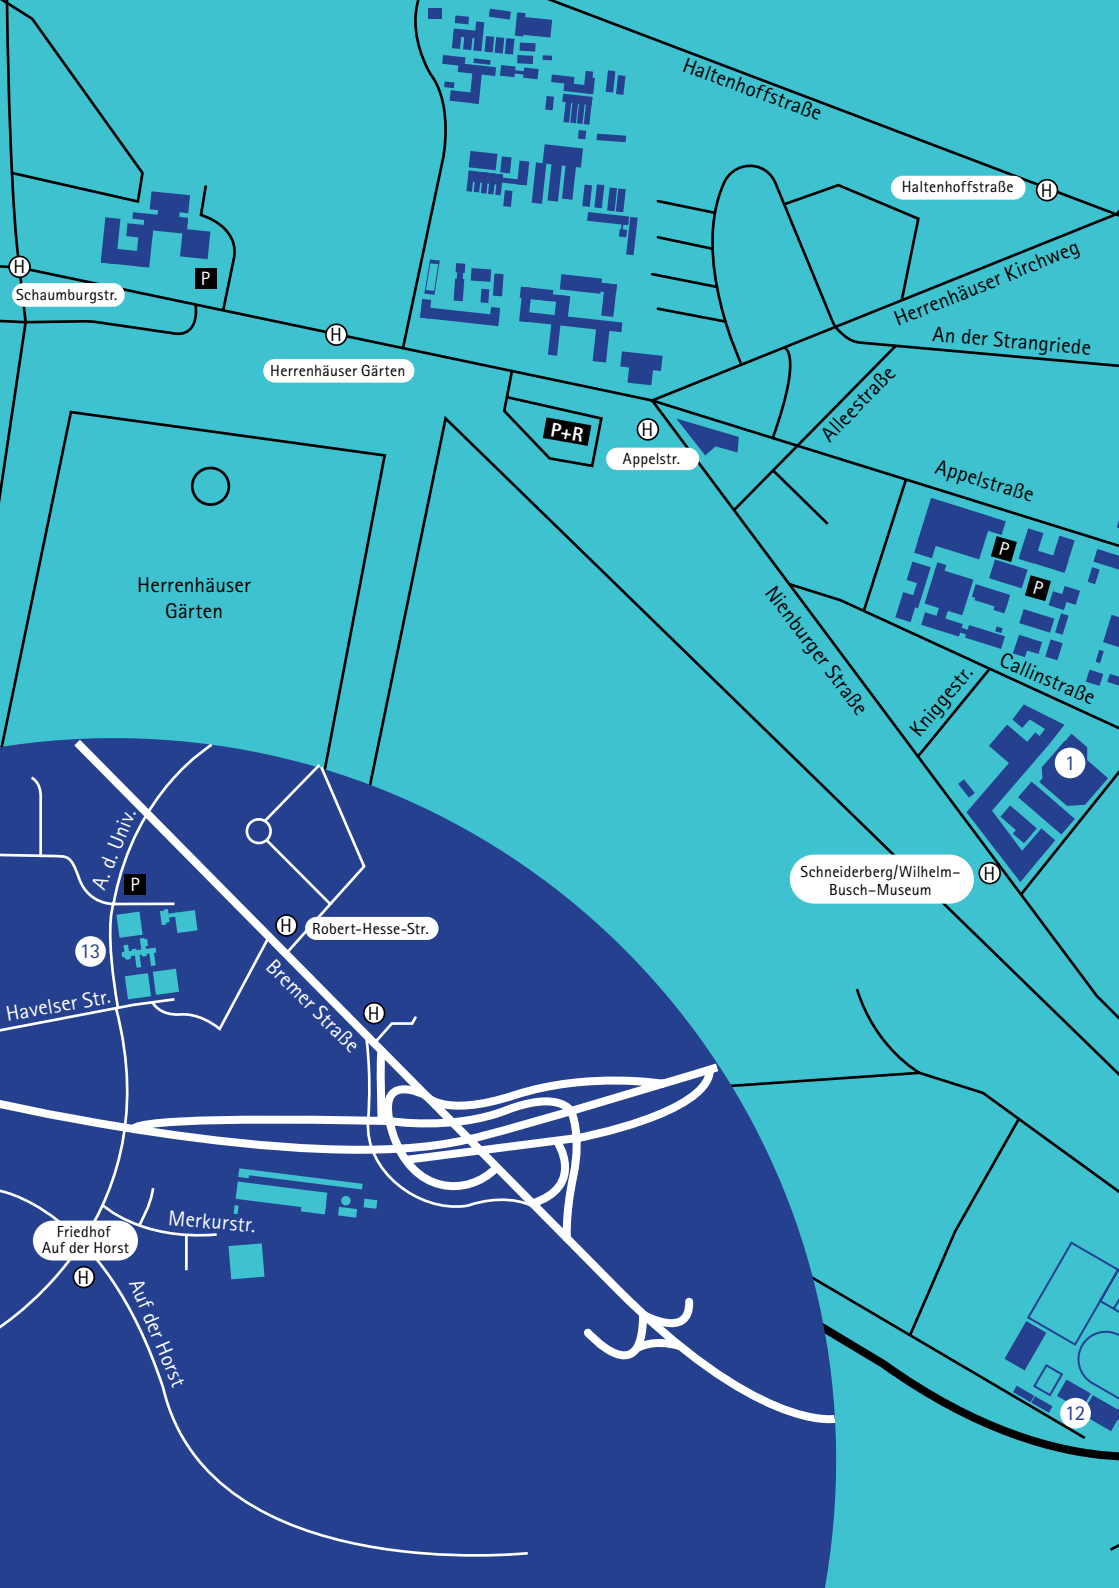 Haltenhoffstraße
Haltenhoffstraße
H
Herrenhäuser Kirchweg
An der Strangriede
P
H
Schaumburgstr.
H
Herrenhäuser Gärten
Alleestraße
P+R
H
Appelstr.
Appelstraße
P
P
Herrenhäuser
Gärten
Nienburger Straße
Callinstraße
Kniggestr.
1
A. d. Univ.
P
Schneiderberg/Wilhelm-
Busch-Museum
H
H
Robert-Hesse-Str.
13
Bremer Straße
Havelser Str.
H
Merkurstr.
Friedhof
Auf der Horst
H
Auf der Horst
12